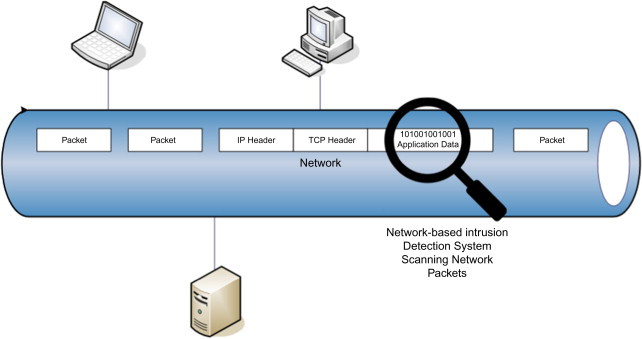 Packet
Packet
IP Header
TCP Header
101001001001
Application Data
Packet
Network
Network-based intrusion
Detection System
Scanning Network
Packets